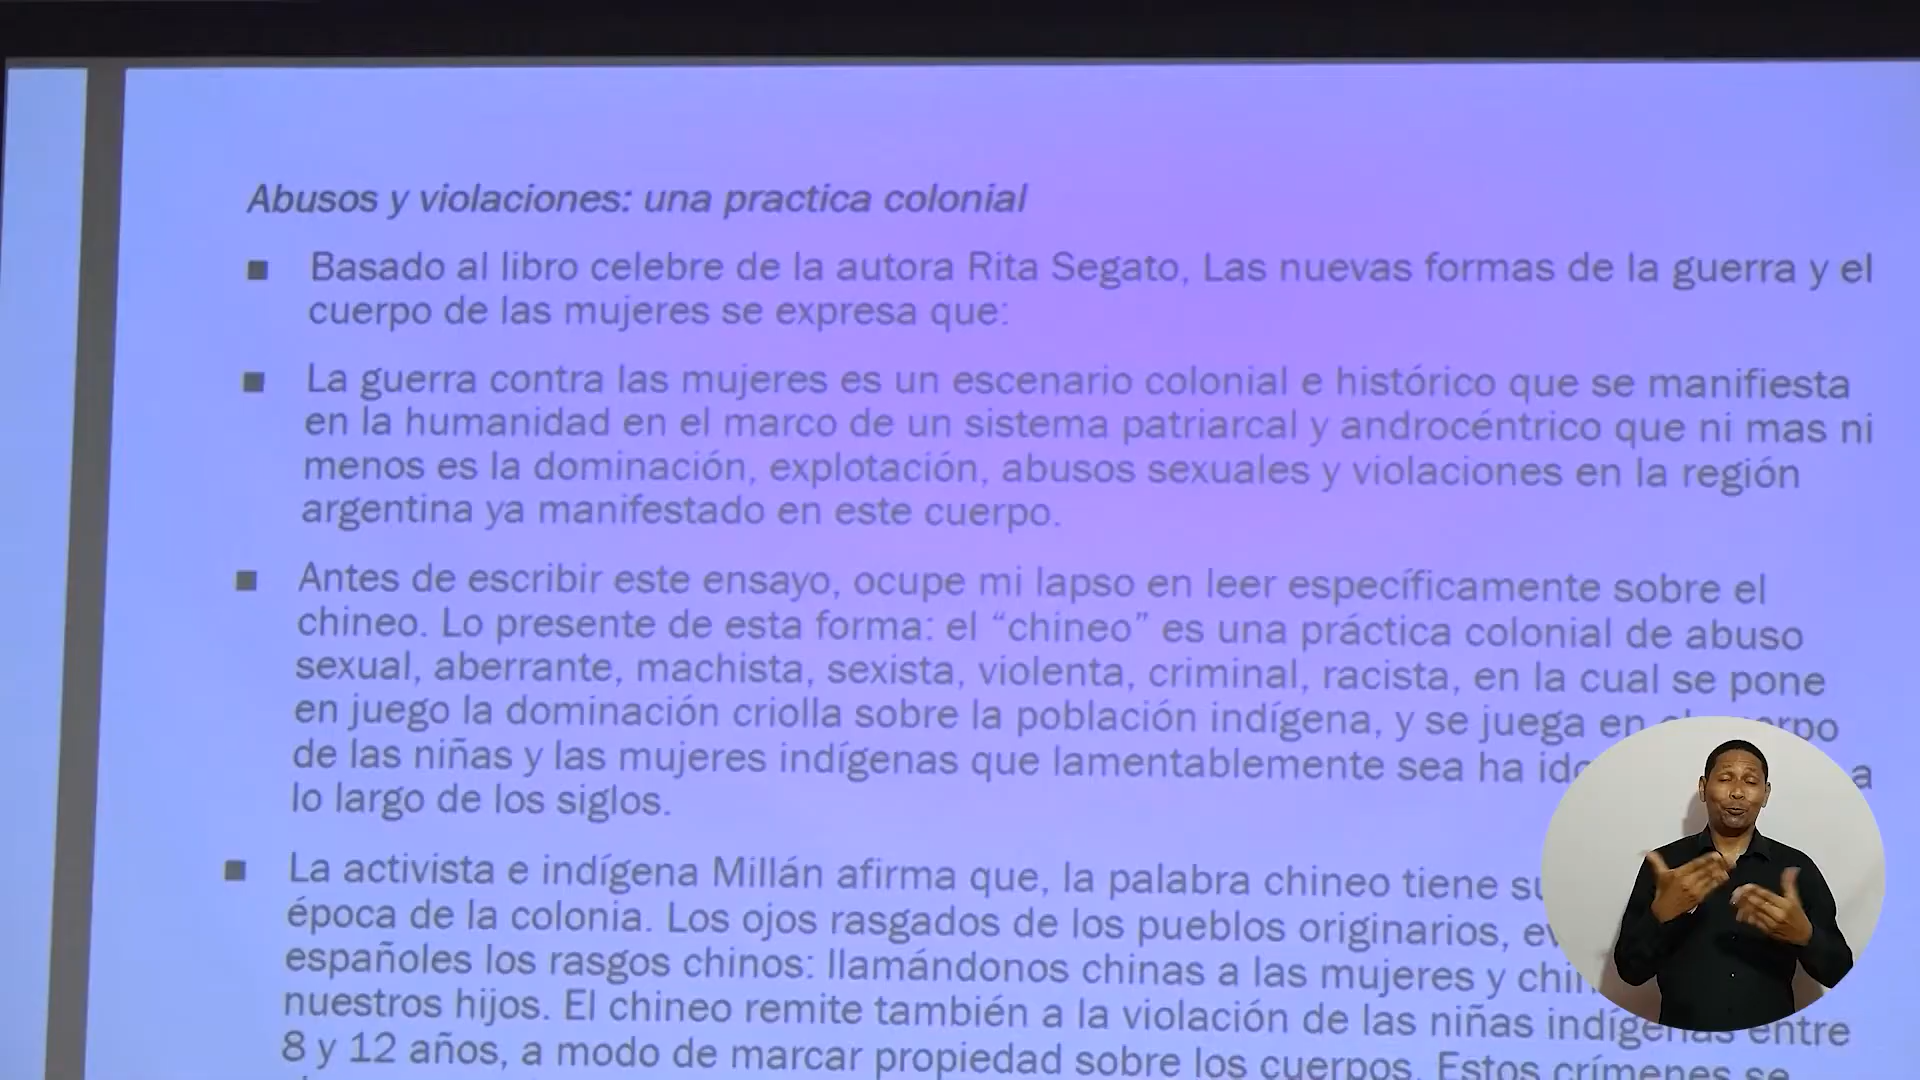 Abusos y violaciones: una practica colonial
■ Basado al libro celebre de la autora Rita Segato, Las nuevas formas de la guerra y el
cuerpo de las mujeres se expresa que:
■ La guerra contra las mujeres es un escenario colonial e histórico que se manifiesta
en la humanidad en el marco de un sistema patriarcal y androcéntrico que ni mas ni
menos es la dominación, explotación, abusos sexuales y violaciones en la región
argentina ya manifestado en este cuerpo.
■ Antes de escribir este ensayo, ocupe mi lapso en leer específicamente sobre el
chineo. Lo presente de esta forma: el “chineo” es una práctica colonial de abuso
sexual, aberrante, machista, sexista, violenta, criminal, racista, en la cual se pone
en juego la dominación criolla sobre la población indígena, y se juega en
de las niñas y las mujeres indígenas que lamentablemente sea ha a
lo largo de los siglos.
■ La activista e indígena Millán afirma que, la palabra chineo tiene
época de la colonia. Los ojos rasgados de los pueblos originarios,
españoles los rasgos chinos: llamándonos chinas a las mujeres y
nuestros hijos. El chineo remite también a la violación de las niñas indígenas entre
8 y 12 años, a modo de marcar propiedad sobre los cuerpos. Estos crímenes se